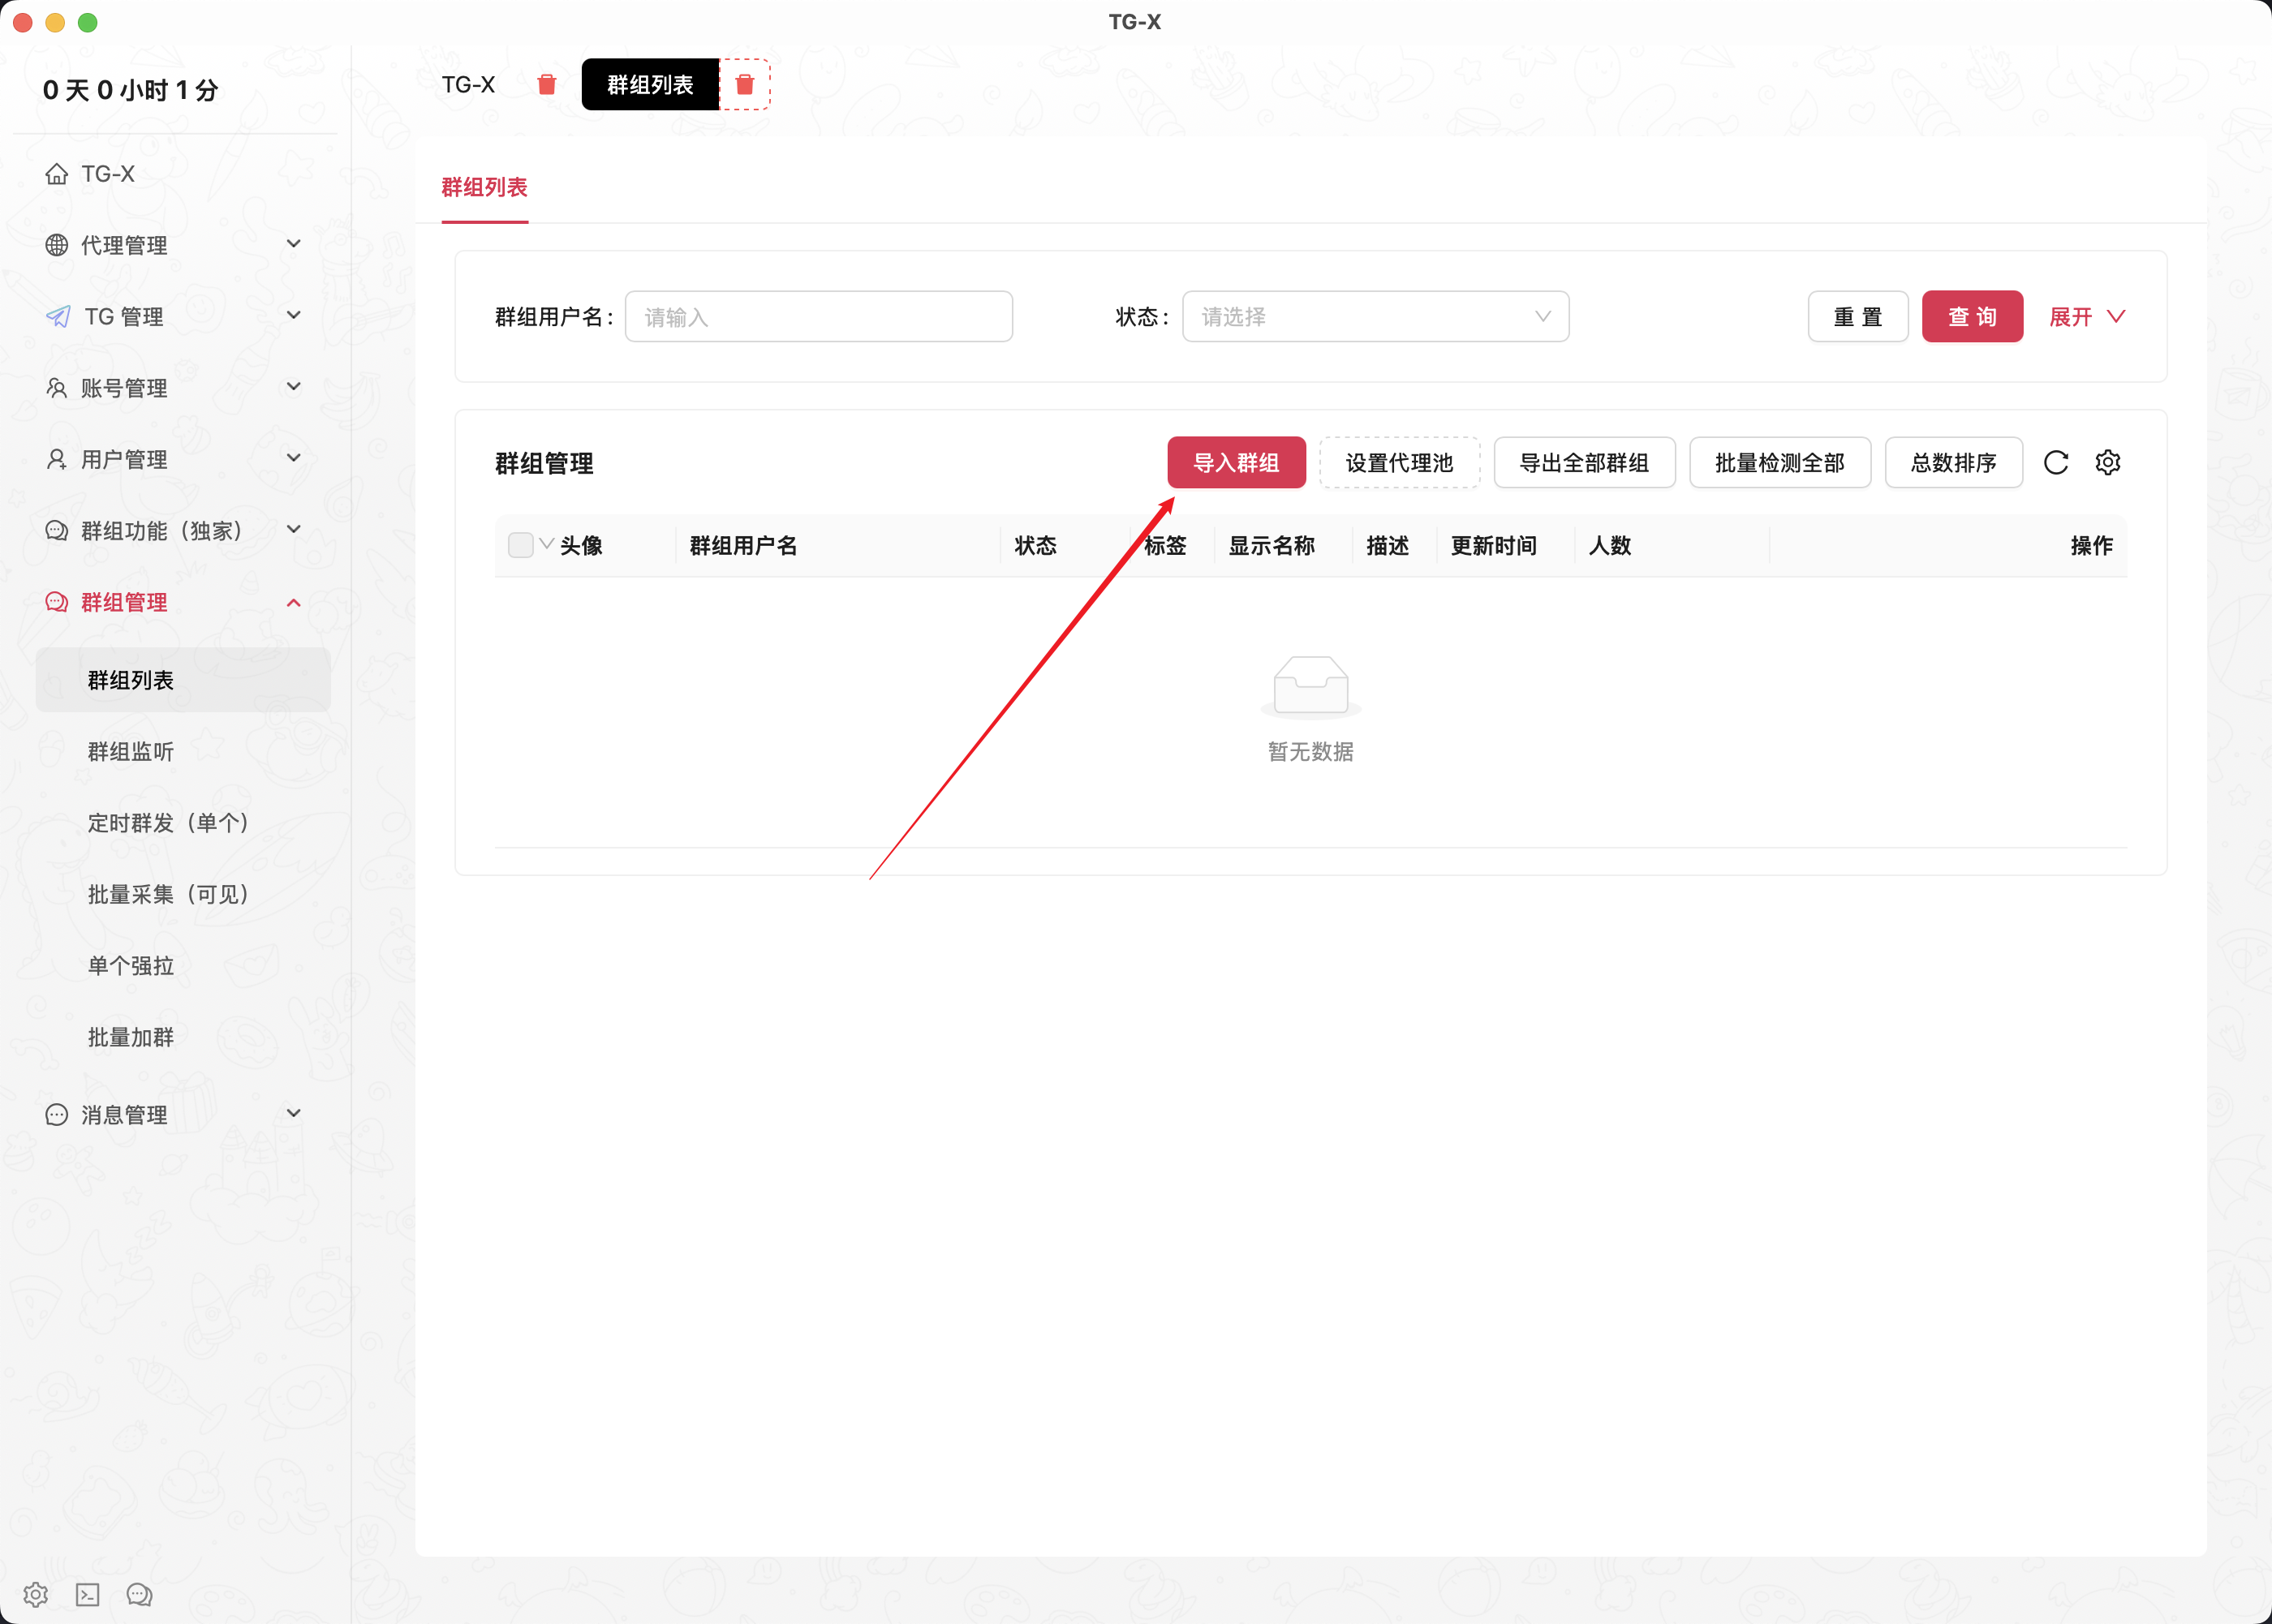 TG-X
0 天 0 小时 1 分
TG-X
代理管理
TG 管理
账号管理
用户管理
群组功能（独家）
群组管理
群组列表
群组监听
定时群发（单个）
批量采集（可见）
单个强拉
批量加群
消息管理
TG-X 群组列表
群组列表
群组用户名： 请输入 状态： 请选择 重 置 查 询 展开
群组管理 导入群组 设置代理池 导出全部群组 批量检测全部 总数排序
头像 群组用户名 状态 标签 显示名称 描述 更新时间 人数 操作
暂无数据